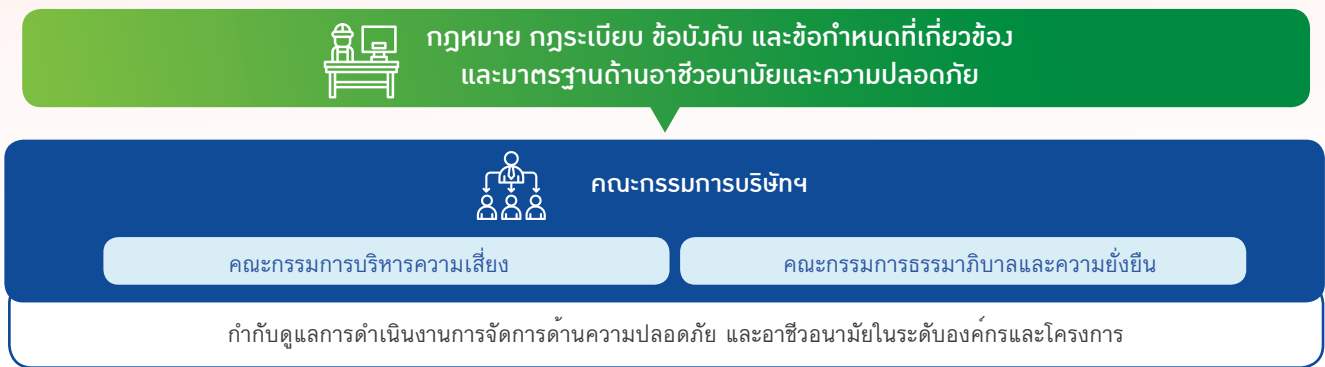 กฎหมาย กฎระเบียบ ข้อบังคับ และข้อกำหนดที่เกี่ยวข้อง
และมาตรฐานด้านอาชีวอนามัยและความปลอดภัย
คณะกรรมการบริษัทฯ
คณะกรรมการบริหารความเสี่ยง
คณะกรรมการธรรมาภิบาลและความยั่งยืน
กำกับดูแลการดำเนินงานการจัดการด้านความปลอดภัย และอาชีวอนามัยในระดับองค์กรและโครงการ